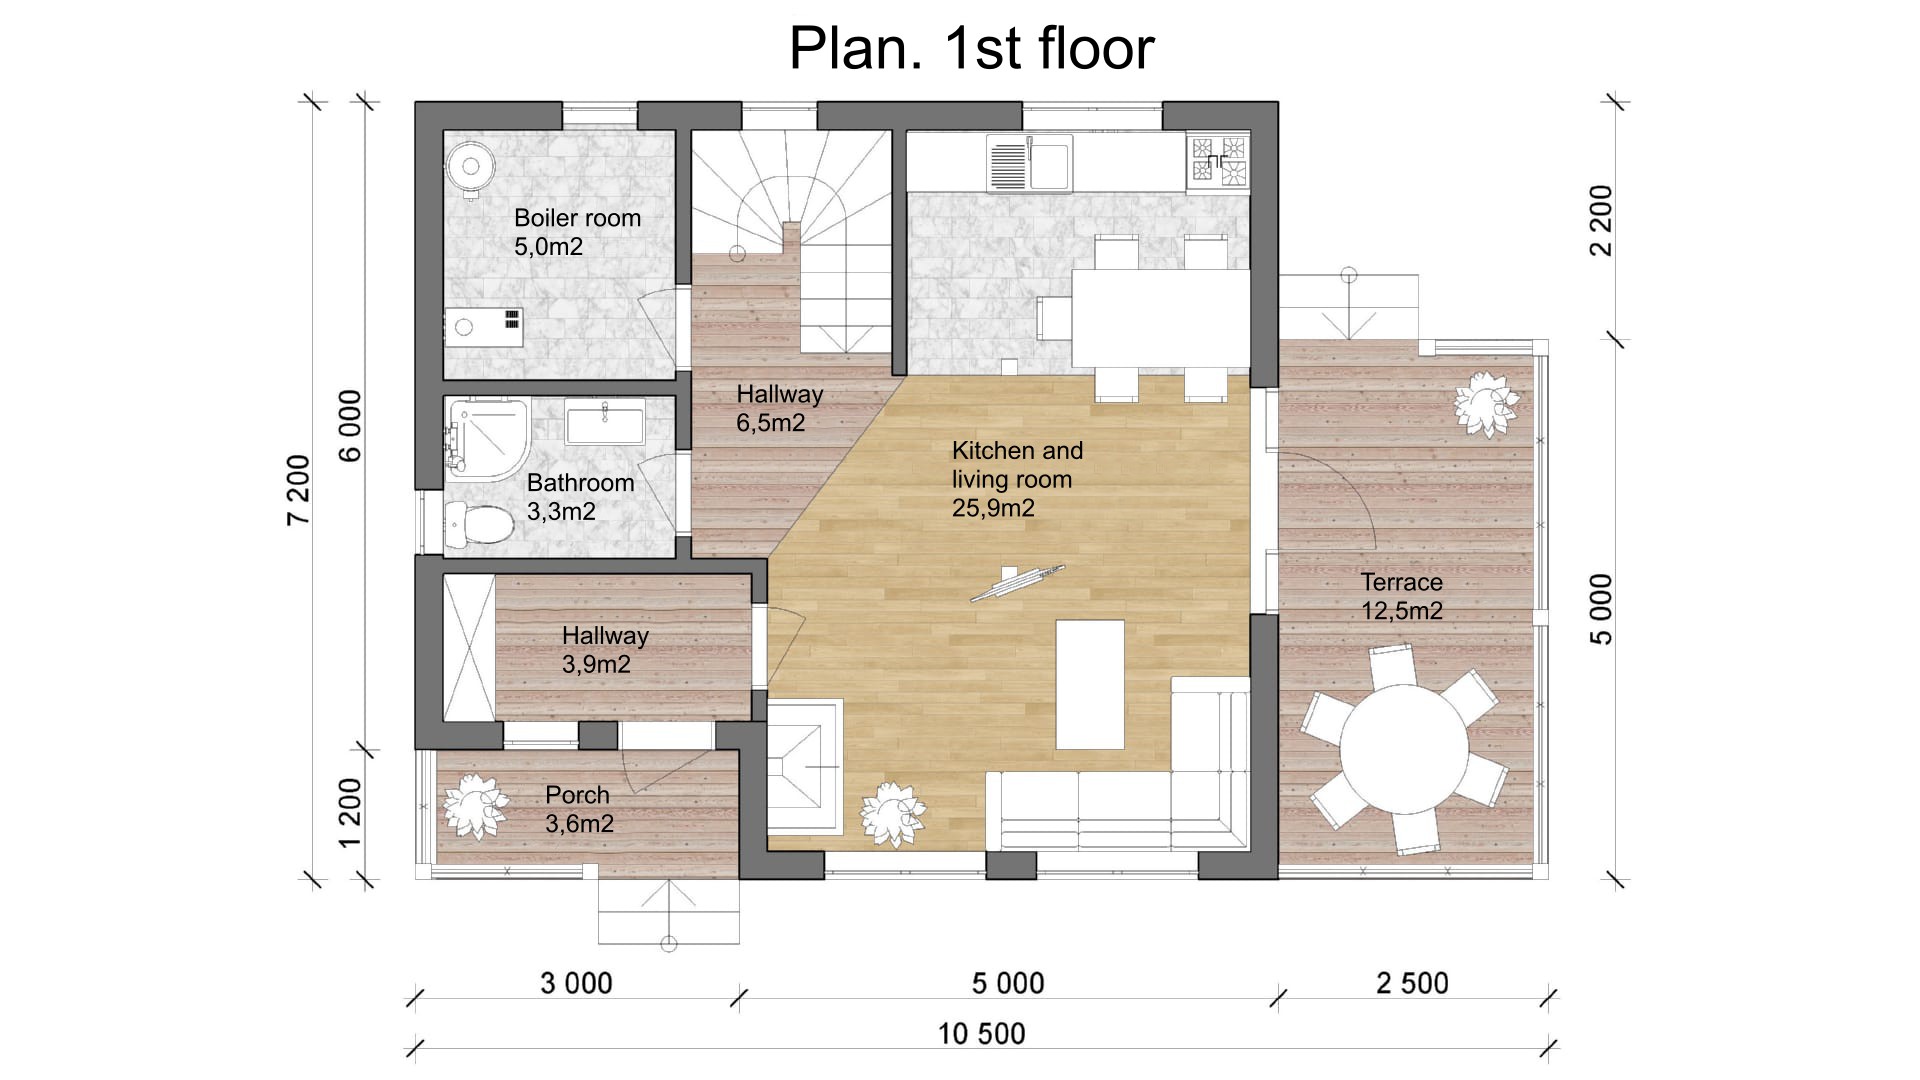 Plan. 1st floor
Boiler room
5,0m2
Hallway
6,5m2
Kitchen and
living room
25,9m2
Bathroom
3,3m2
Hallway
3,9m2
Porch
3,6m2
Terrace
12,5m2
7 200
6 000
1 200
2 200
5 000
3 000
5 000
2 500
10 500